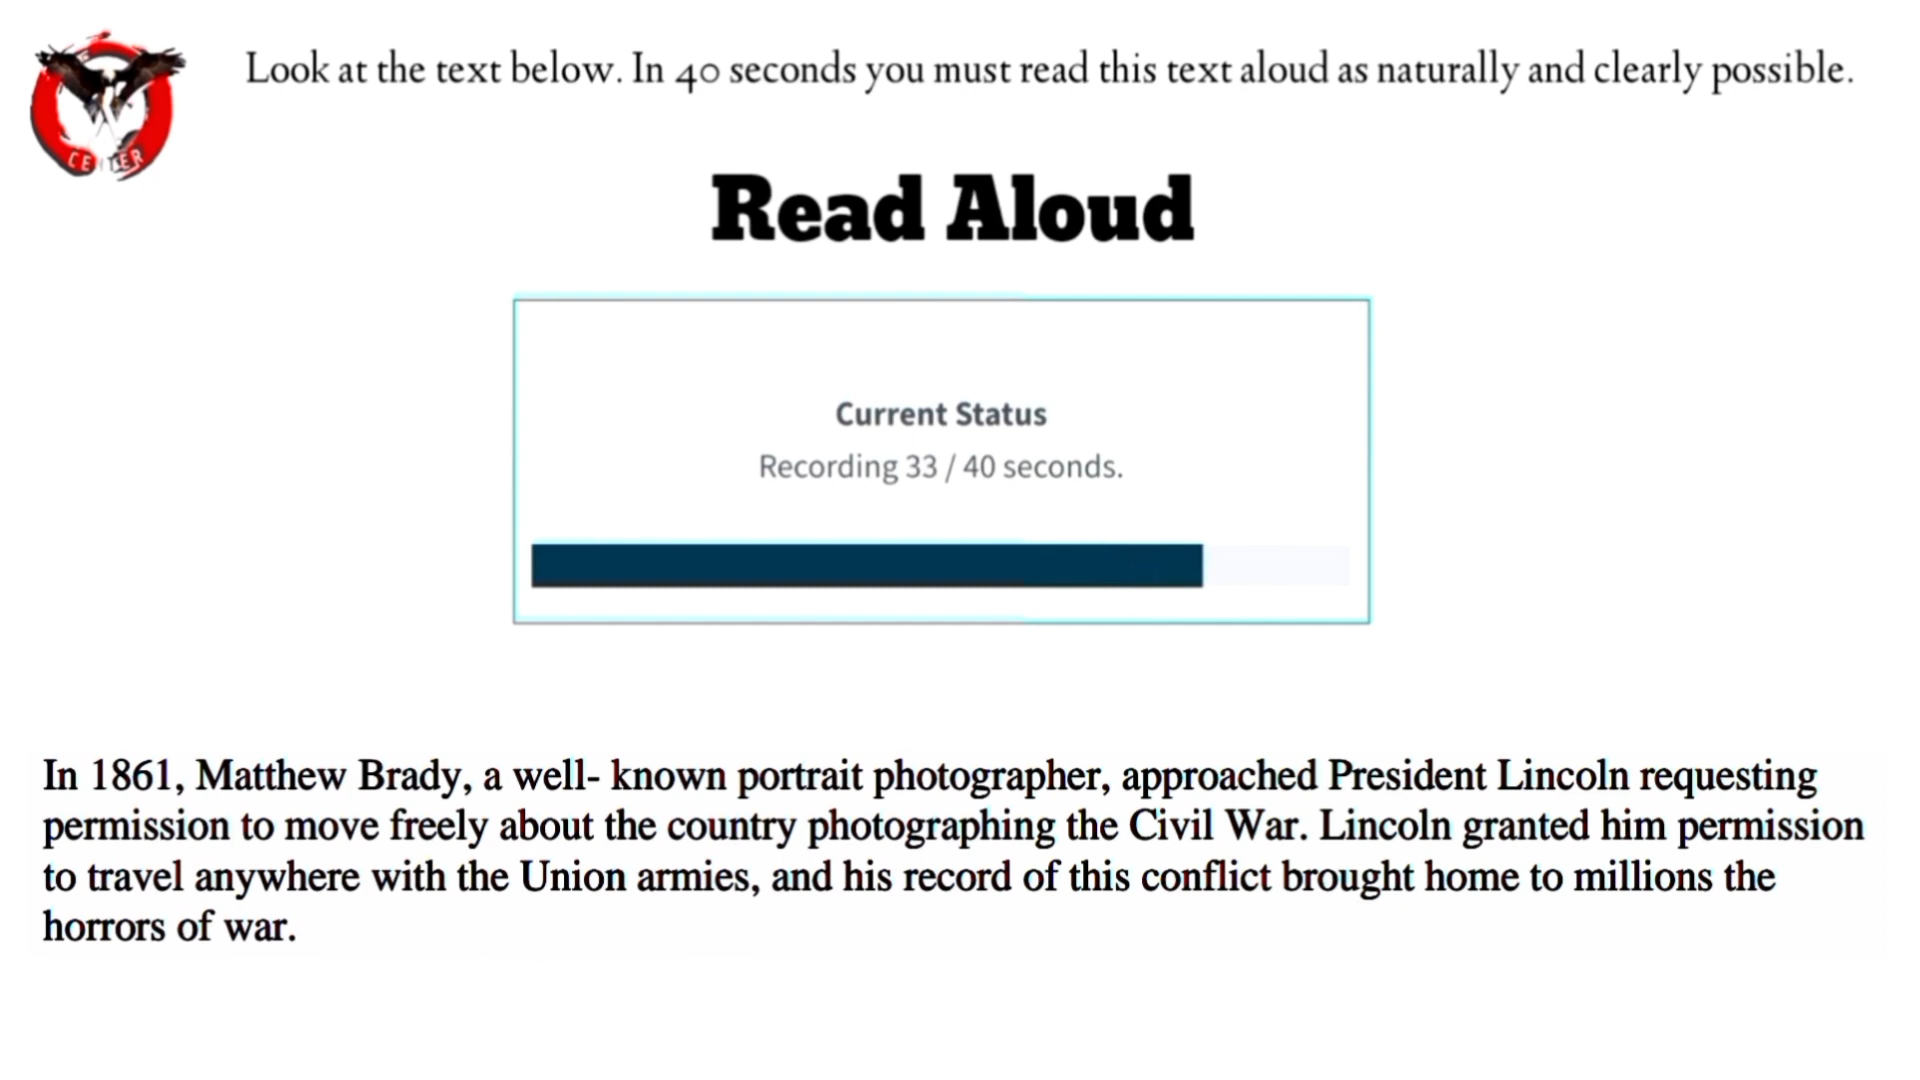 Look at the text below. In 40 seconds you must read this text aloud as naturally and clearly possible.
CENTER
Read Aloud
Current Status
Recording 33 / 40 seconds.
In 1861, Matthew Brady, a well- known portrait photographer, approached President Lincoln requesting
permission to move freely about the country photographing the Civil War. Lincoln granted him permission
to travel anywhere with the Union armies, and his record of this conflict brought home to millions the
horrors of war.